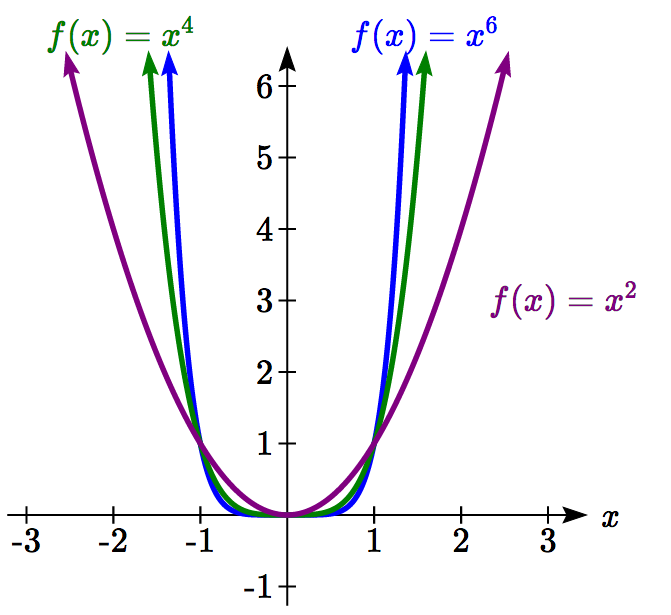 f(x) = x⁴
f(x) = x⁶
6
5
4
3
f(x) = x²
2
1
x
-3 -2 -1 1 2 3
-1